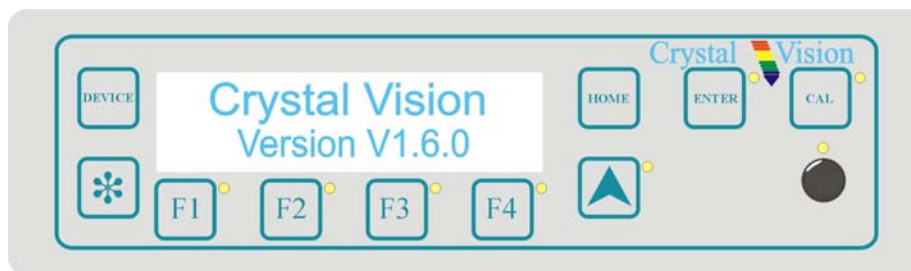 Crystal Vision
DEVICE
Crystal Vision
Version V1.6.0
HOME
ENTER
CAL
F1
F2
F3
F4